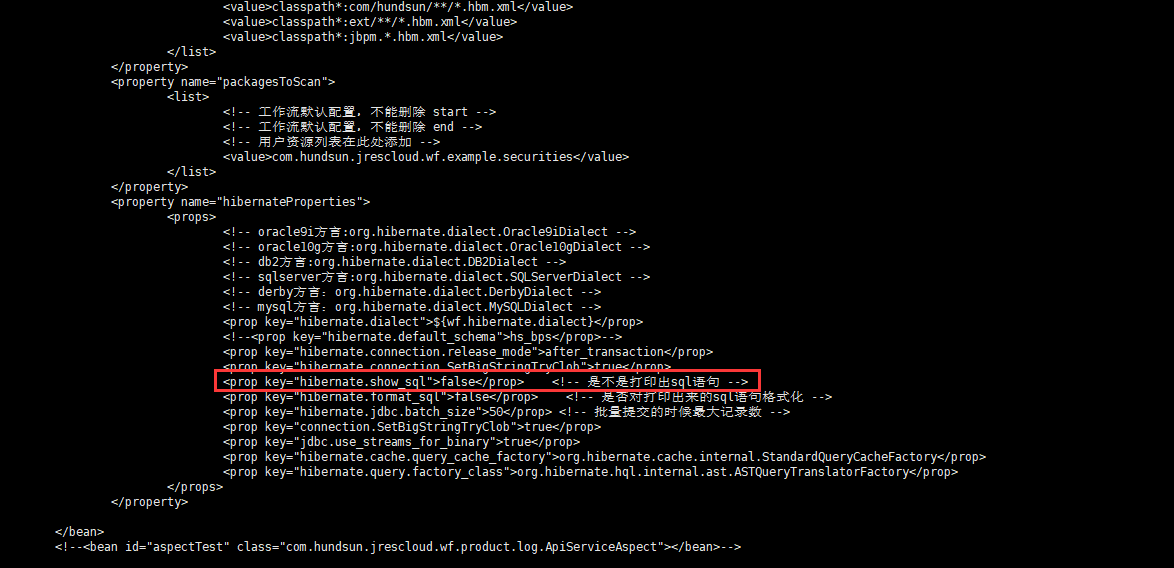 <value>classpath*:com/hundsun/**/*.hbm.xml</value>
<value>classpath*:ext/**/*.hbm.xml</value>
<value>classpath*:jbpm.*.hbm.xml</value>
</list>
</property>
<property name="packagesToScan">
<list>
<!-- 工作流默认配置, 不能删除 start -->
<!-- 工作流默认配置, 不能删除 end -->
<!-- 用户资源列表在此处添加 -->
<value>com.hundsun.jrescloud.wf.example.securities</value>
</list>
</property>
<property name="hibernateProperties">
<props>
<!-- oracle9i方言:org.hibernate.dialect.Oracle9iDialect -->
<!-- oracle10g方言:org.hibernate.dialect.Oracle10gDialect -->
<!-- db2方言:org.hibernate.dialect.DB2Dialect -->
<!-- sqlserver方言:org.hibernate.dialect.SQLServerDialect -->
<!-- derby方言: org.hibernate.dialect.DerbyDialect -->
<!-- mysql方言: org.hibernate.dialect.MySQLDialect -->
<prop key="hibernate.dialect">${wf.hibernate.dialect}</prop>
<!--<prop key="hibernate.default_schema">hs_bps</prop>-->
<prop key="hibernate.connection.release_mode">after_transaction</prop>
<prop key="hibernate.connection.SetBigStringTryClob">true</prop>
<prop key="hibernate.show_sql">false</prop> <!-- 是不是打印出sql语句 -->
<prop key="hibernate.format_sql">false</prop> <!-- 是否对打印出来的sql语句格式化 -->
<prop key="hibernate.jdbc.batch_size">50</prop> <!-- 批量提交的时候最大记录数 -->
<prop key="connection.SetBigStringTryClob">true</prop>
<prop key="jdbc.use_streams_for_binary">true</prop>
<prop key="hibernate.cache.query_cache_factory">org.hibernate.cache.internal.StandardQueryCacheFactory</prop>
<prop key="hibernate.query.factory_class">org.hibernate.hql.internal.ast.ASTQueryTranslatorFactory</prop>
</props>
</property>
</bean>
<!--<bean id="aspectTest" class="com.hundsun.jrescloud.wf.product.log.ApiServiceAspect"></bean>-->